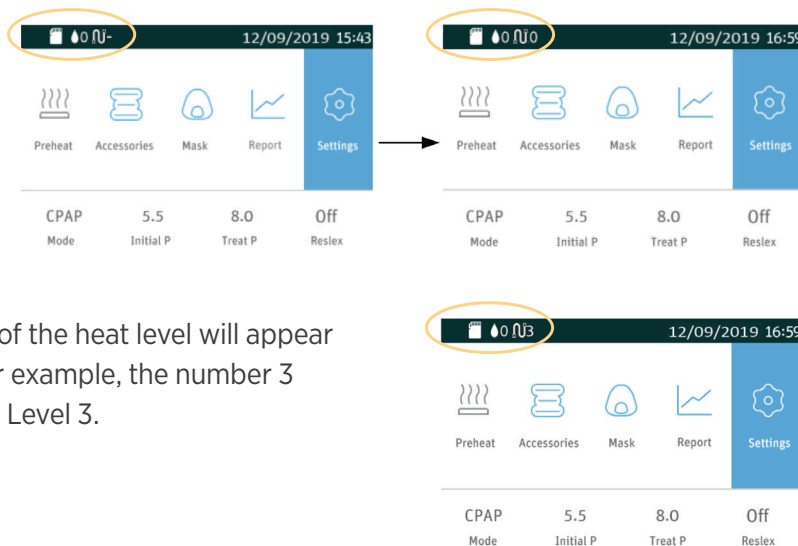 0 - 12/09/2019 15:43
Preheat Accessories Mask Report Settings
CPAP 5.5 8.0 Off
Mode Initial P Treat P Reslex
0 0 12/09/2019 16:59
Preheat Accessories Mask Report Settings
CPAP 5.5 8.0 Off
Mode Initial P Treat P Reslex
of the heat level will appear
r example, the number 3
Level 3.
0 3 12/09/2019 16:59
Preheat Accessories Mask Report Settings
CPAP 5.5 8.0 Off
Mode Initial P Treat P Reslex